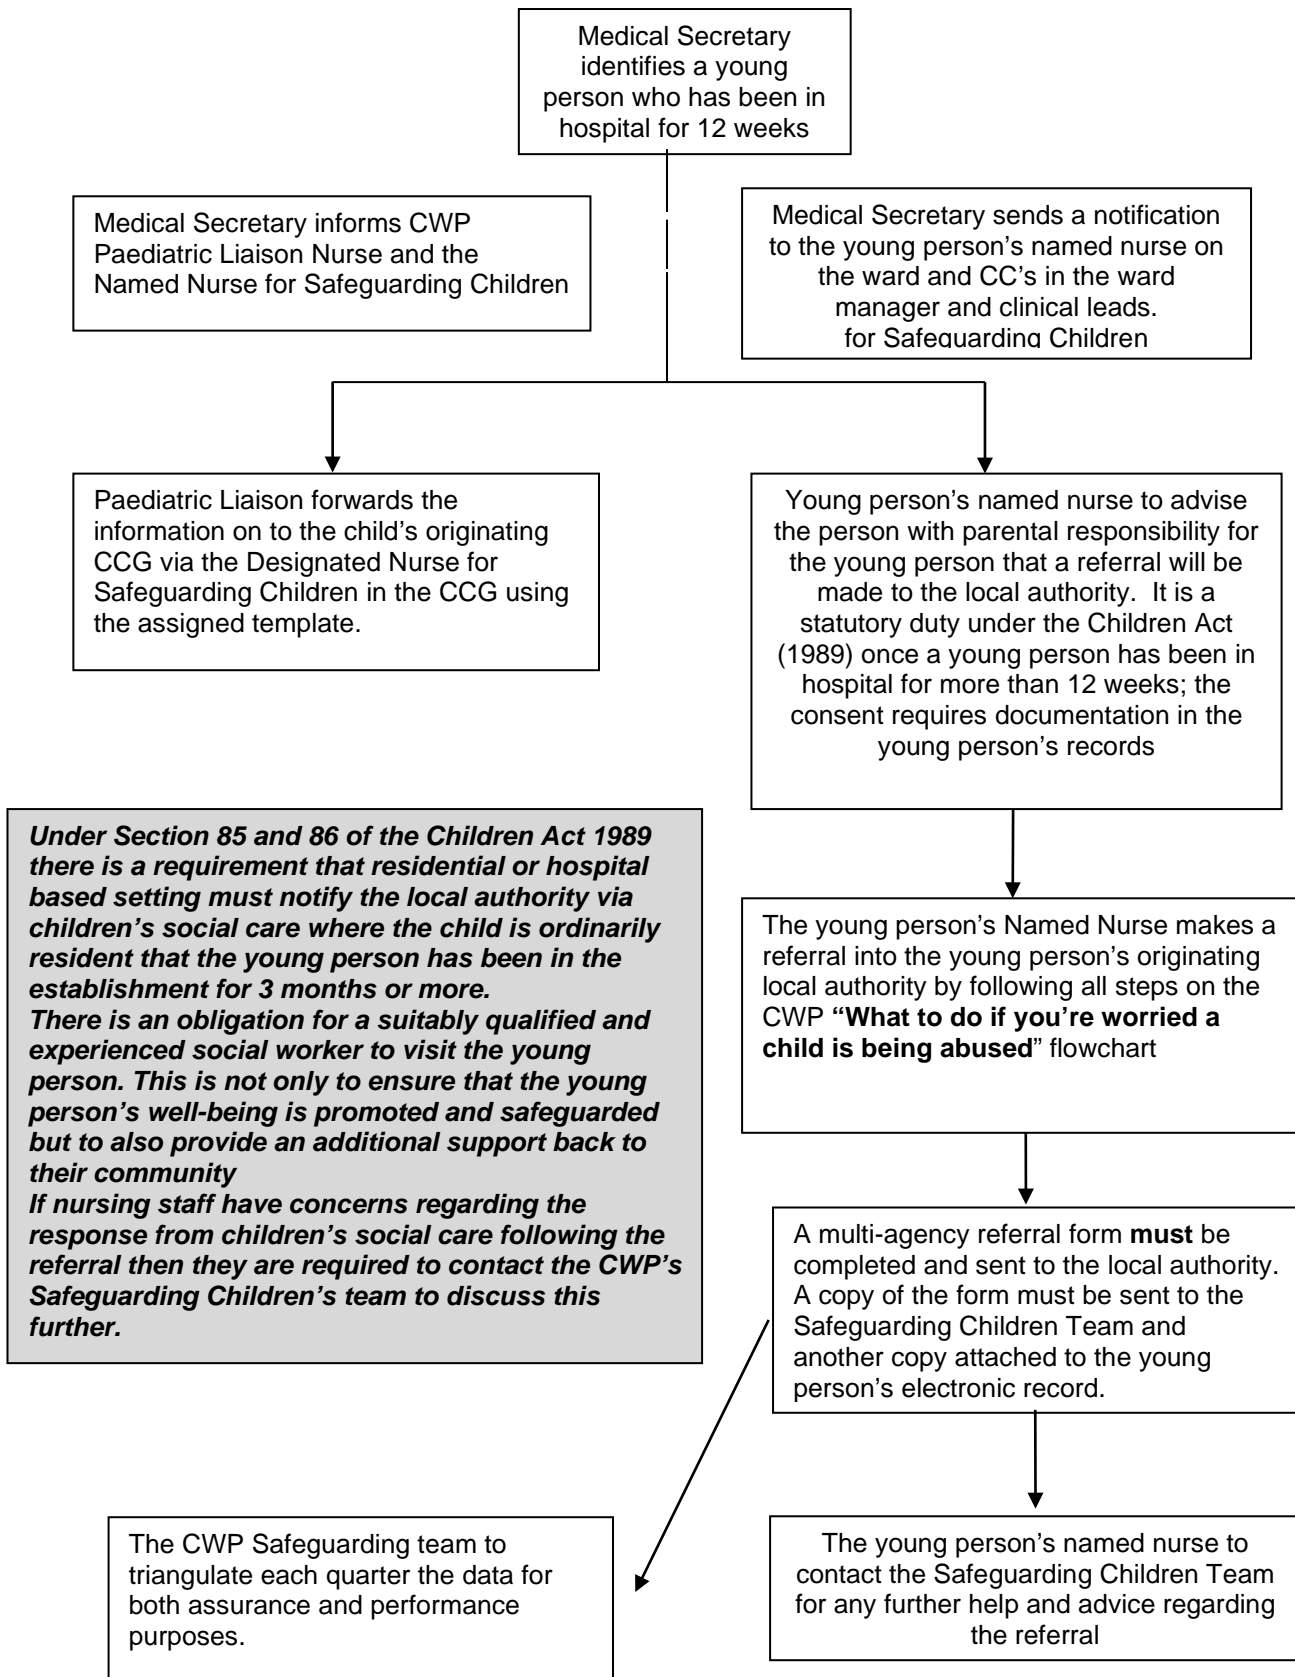 Medical Secretary
identifies a young
person who has been in
hospital for 12 weeks
Medical Secretary informs CWP
Paediatric Liaison Nurse and the
Named Nurse for Safeguarding Children
Medical Secretary sends a notification
to the young person's named nurse on
the ward and CC's in the ward
manager and clinical leads.
for Safeguarding Children
Paediatric Liaison forwards the
information on to the child's originating
CCG via the Designated Nurse for
Safeguarding Children in the CCG using
the assigned template.
Young person's named nurse to advise
the person with parental responsibility for
the young person that a referral will be
made to the local authority.  It is a
statutory duty under the Children Act
(1989) once a young person has been in
hospital for more than 12 weeks; the
consent requires documentation in the
young person's records
Under Section 85 and 86 of the Children Act 1989
there is a requirement that residential or hospital
based setting must notify the local authority via
children's social care where the child is ordinarily
resident that the young person has been in the
establishment for 3 months or more.
There is an obligation for a suitably qualified and
experienced social worker to visit the young
person. This is not only to ensure that the young
person's well-being is promoted and safeguarded
but to also provide an additional support back to
their community
If nursing staff have concerns regarding the
response from children's social care following the
referral then they are required to contact the CWP's
Safeguarding Children's team to discuss this
further.
The young person's Named Nurse makes a
referral into the young person's originating
local authority by following all steps on the
CWP “What to do if you're worried a
child is being abused” flowchart
A multi-agency referral form must be
completed and sent to the local authority.
A copy of the form must be sent to the
Safeguarding Children Team and
another copy attached to the young
person's electronic record.
The CWP Safeguarding team to
triangulate each quarter the data for
both assurance and performance
purposes.
The young person's named nurse to
contact the Safeguarding Children Team
for any further help and advice regarding
the referral